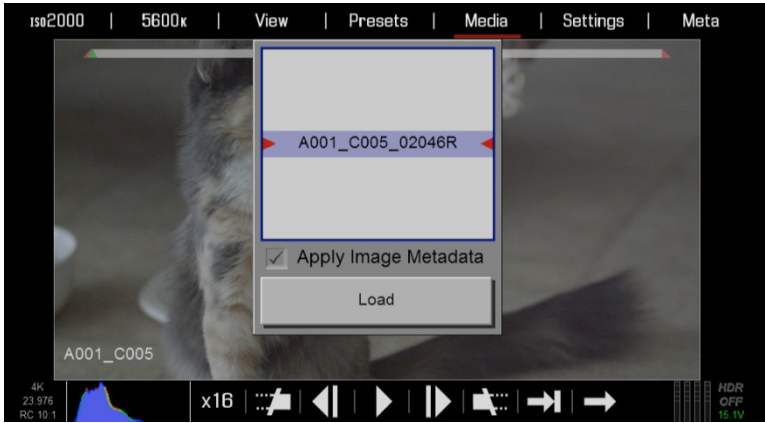 ISO2000 | 5600K | View | Presets | Media | Settings | Meta
A001_C005_02046R
Apply Image Metadata
Load
A001_C005
4K
23.976
RC 10:1
x16
HDR
OFF
15.1V